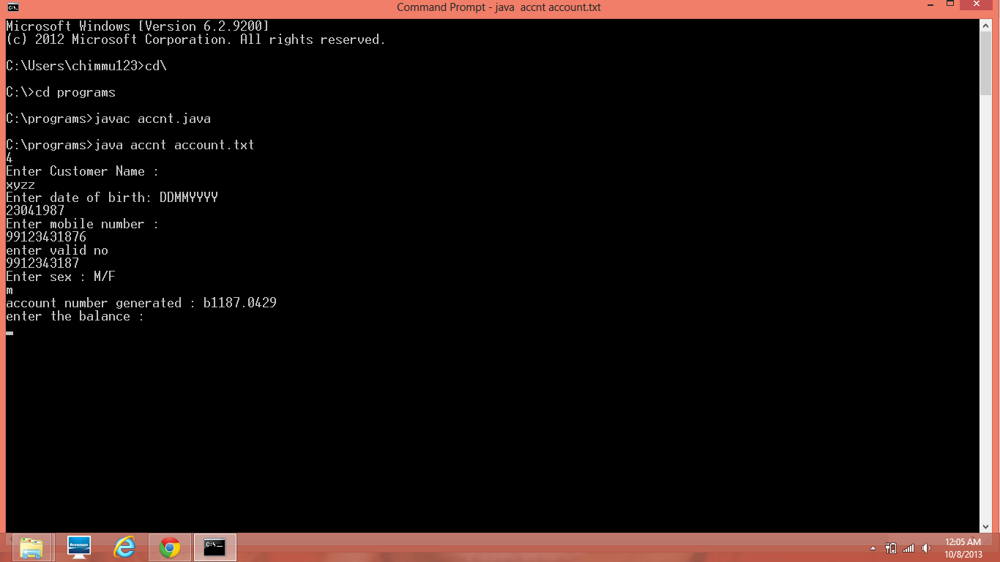 Command Prompt - java  accnt account.txt
Microsoft Windows [Version 6.2.9200]
(c) 2012 Microsoft Corporation. All rights reserved.
C:\Users\chimmu123>cd\
C:\>cd programs
C:\programs>javac accnt.java
C:\programs>java accnt account.txt
4
Enter Customer Name :
xyzz
Enter date of birth: DDMMYYYY
23041987
Enter mobile number :
99123431876
enter valid no
9912343187
Enter sex : M/F
m
account number generated : b1187.0429
enter the balance :
lenovo
C:\
12:05 AM
10/8/2013